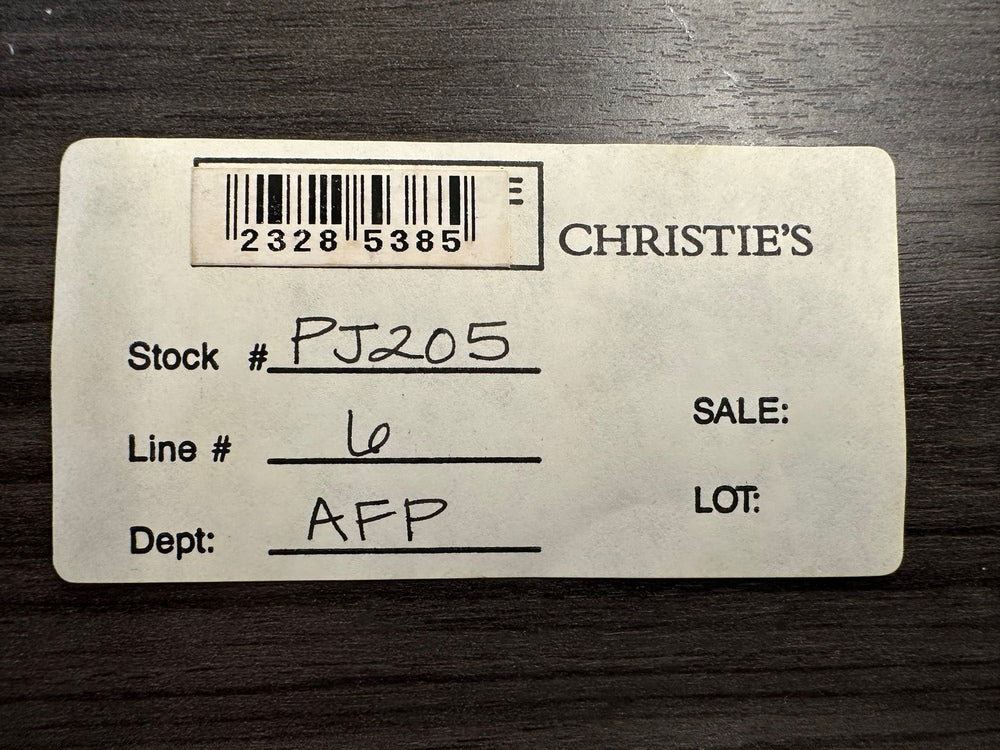 2328 5385
CHRISTIE'S
Stock # PJ205
Line # 6
Dept: AFP
SALE:
LOT: